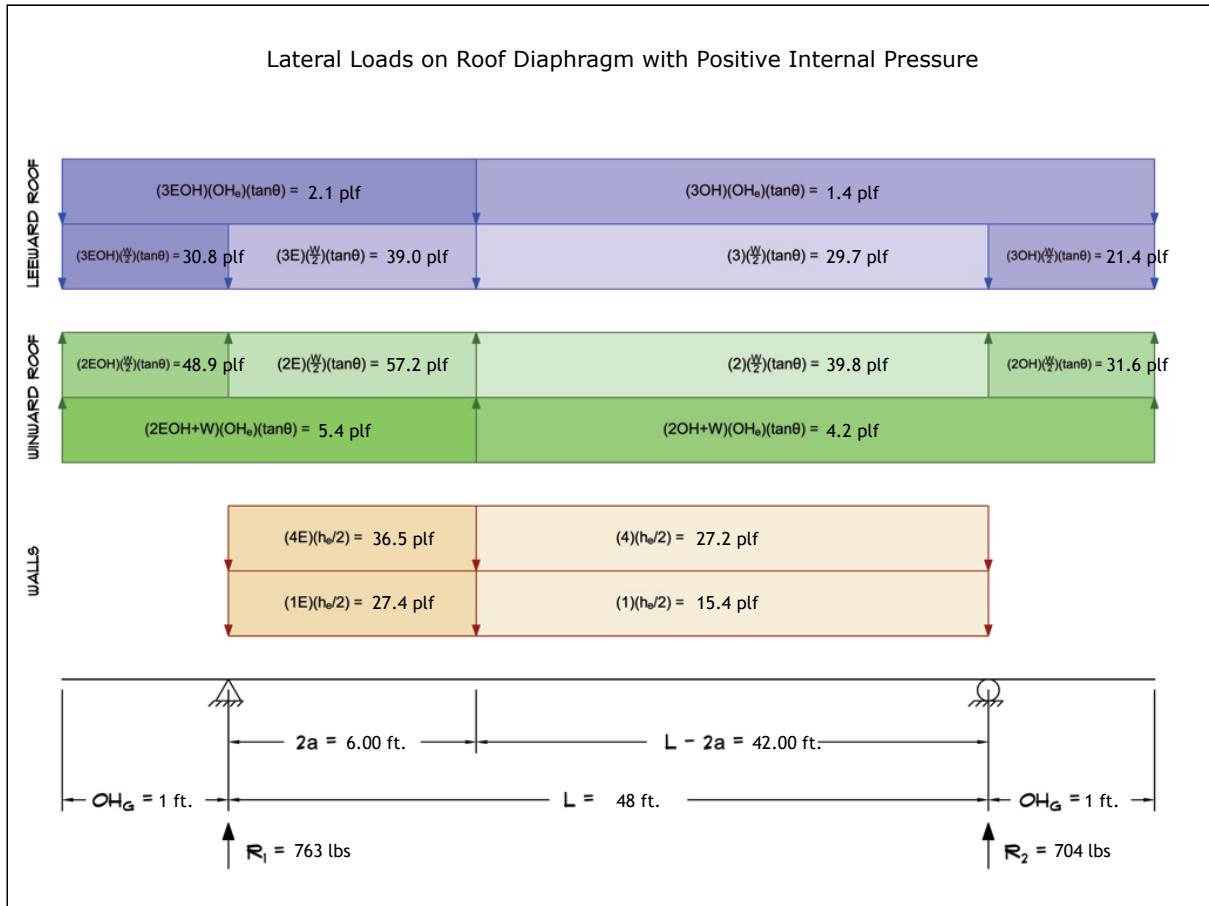 Lateral Loads on Roof Diaphragm with Positive Internal Pressure
LEEWARD ROOF
(3EOH)(OHₑ)(tanθ) = 2.1 plf
(3OH)(OHₑ)(tanθ) = 1.4 plf
(3EOH)(W/2)(tanθ) = 30.8 plf
(3E)(W/2)(tanθ) = 39.0 plf
(3)(W/2)(tanθ) = 29.7 plf
(3OH)(W/2)(tanθ) = 21.4 plf
WINWARD ROOF
(2EOH)(W/2)(tanθ) = 48.9 plf
(2E)(W/2)(tanθ) = 57.2 plf
(2)(W/2)(tanθ) = 39.8 plf
(2OH)(W/2)(tanθ) = 31.6 plf
(2EOH+W)(OHₑ)(tanθ) = 5.4 plf
(2OH+W)(OHₑ)(tanθ) = 4.2 plf
WALLS
(4E)(hₑ/2) = 36.5 plf
(4)(hₑ/2) = 27.2 plf
(1E)(hₑ/2) = 27.4 plf
(1)(hₑ/2) = 15.4 plf
2a = 6.00 ft.
L - 2a = 42.00 ft.
OHG = 1 ft.
L = 48 ft.
OHG = 1 ft.
R₁ = 763 lbs
R₂ = 704 lbs